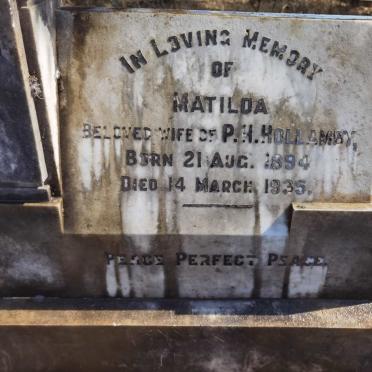 IN LOVING MEMORY
OF
MATILDA
BELOVED WIFE OF P.H. HOLLAMBY,
BORN 21 AUG. 1894
DIED 14 MARCH 1935.
PEACE PERFECT PEACE.